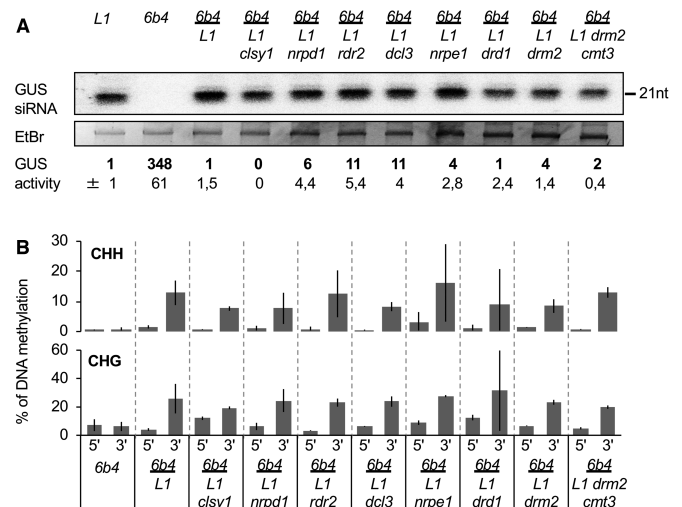 A
L1 6b4 6b4 6b4 6b4 6b4 6b4 6b4 6b4 6b4 6b4
L1 L1 L1 L1 L1 L1 L1 L1 L1 drm2
clsy1 nrpd1 rdr2 dcl3 nrpe1 drd1 drm2 cmt3
GUS
siRNA
21nt
EtBr
GUS 1 348 1 0 6 11 11 4 1 4 2
activity ± 1 61 1,5 0 4,4 5,4 4 2,8 2,4 1,4 0,4
B
% of DNA methylation
30
CHH
20
10
0
60
CHG
40
20
0
5' 3' 5' 3' 5' 3' 5' 3' 5' 3' 5' 3' 5' 3' 5' 3' 5' 3' 5' 3'
6b4 6b4 6b4 6b4 6b4 6b4 6b4 6b4 6b4 6b4
L1 L1 L1 L1 L1 L1 L1 L1 L1 drm2
clsy1 nrpd1 rdr2 dcl3 nrpe1 drd1 drm2 cmt3